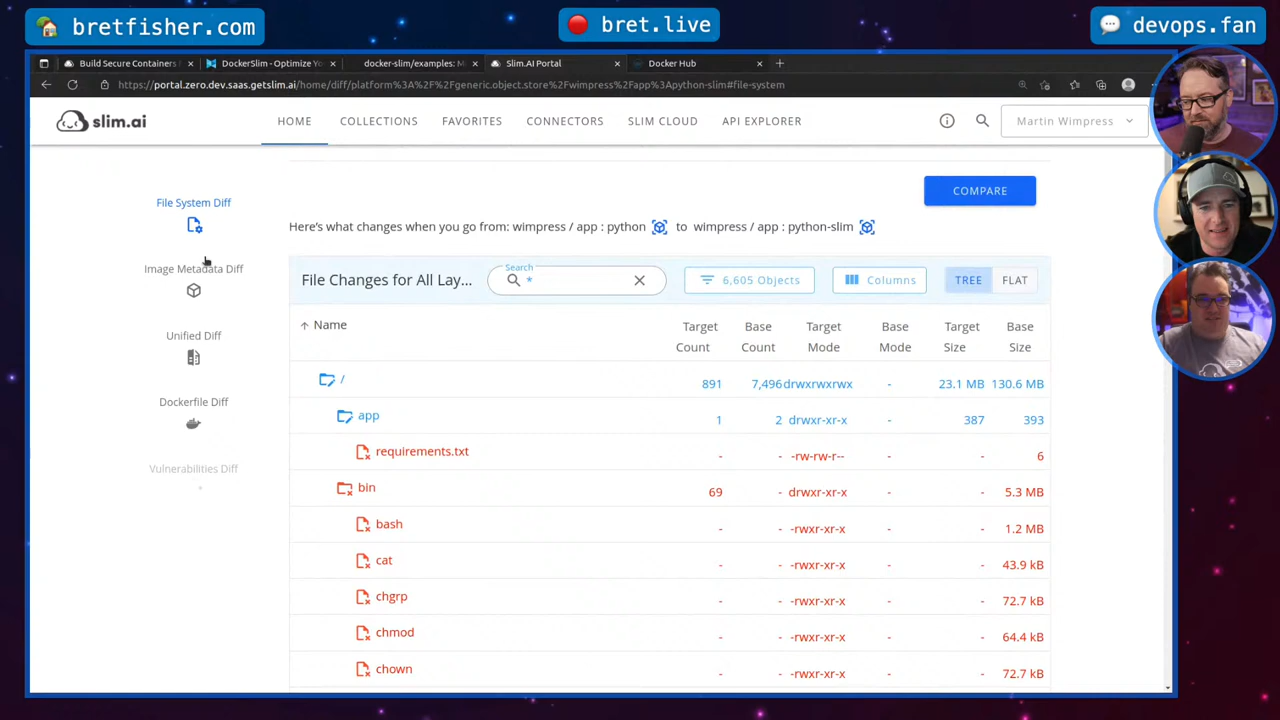 bretfisher.com
bret.live
devops.fan
Build Secure Containers
DockerSlim - Optimize Yo
docker-slim/examples: M
Slim.AI Portal
Docker Hub
https://portal.zero.dev.saas.getslim.ai/home/diff/platform%3A%2F%2Fgeneric.object.store%2Fwimpress%2Fapp%3Apython-slim#file-system
slim.ai
HOME
COLLECTIONS
FAVORITES
CONNECTORS
SLIM CLOUD
API EXPLORER
Martin Wimpress
File System Diff
Image Metadata Diff
Unified Diff
Dockerfile Diff
Vulnerabilities Diff
COMPARE
Here's what changes when you go from: wimpress / app : python to wimpress / app : python-slim
File Changes for All Lay...
Search
*
6,605 Objects
Columns
TREE
FLAT
Name Target Count Base Count Target Mode Base Mode Target Size Base Size
/ 891 7,496 drwxrwxrwx - 23.1 MB 130.6 MB
app 1 2 drwxr-xr-x - 387 393
requirements.txt - - -rw-rw-r-- - - 6
bin 69 - drwxr-xr-x - - 5.3 MB
bash - - -rwxr-xr-x - - 1.2 MB
cat - - -rwxr-xr-x - - 43.9 kB
chgrp - - -rwxr-xr-x - - 72.7 kB
chmod - - -rwxr-xr-x - - 64.4 kB
chown - - -rwxr-xr-x - - 72.7 kB